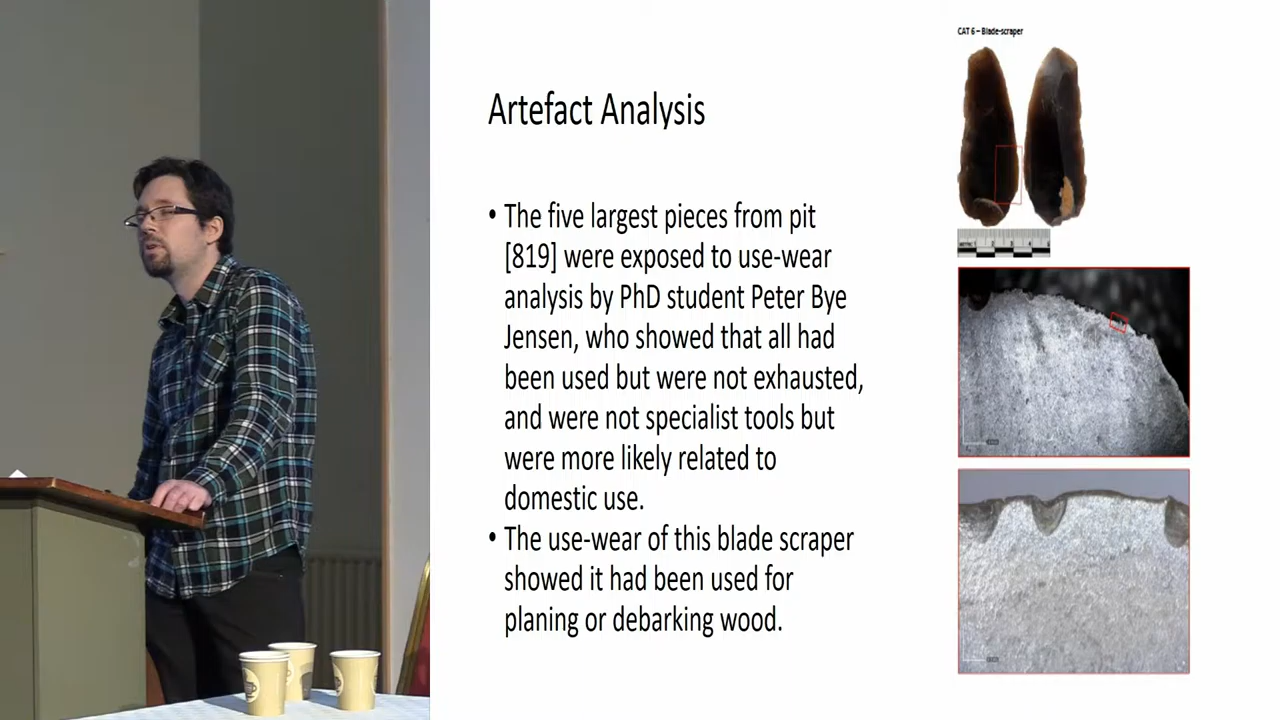 CAT 6 – Blade-scraper
Artefact Analysis
• The five largest pieces from pit
[819] were exposed to use-wear
analysis by PhD student Peter Bye
Jensen, who showed that all had
been used but were not exhausted,
and were not specialist tools but
were more likely related to
domestic use.
• The use-wear of this blade scraper
showed it had been used for
planing or debarking wood.